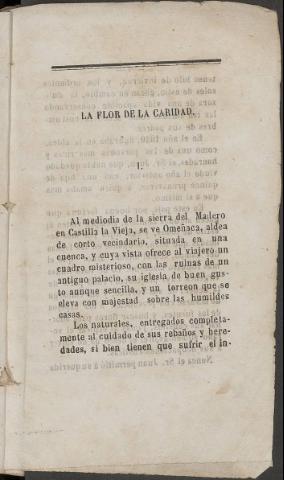 LA FLOR DE LA CARIDAD.
I.
Al mediodia de la sierra del Madero
en Castilla la Vieja, se ve Omeñaca, aldea
de corto vecindario, situada en una
cuenca, y cuya vista ofrece al viajero un
cuadro misterioso, con las ruinas de un
antiguo palacio, su iglesia de buen gus-
to aunque sencilla, y un torreon que se
eleva con majestad sobre las humildes
casas.
Los naturales, entregados completa-
mente al cuidado de sus rebaños y here-
dades, si bien tienen que sufrir el in-